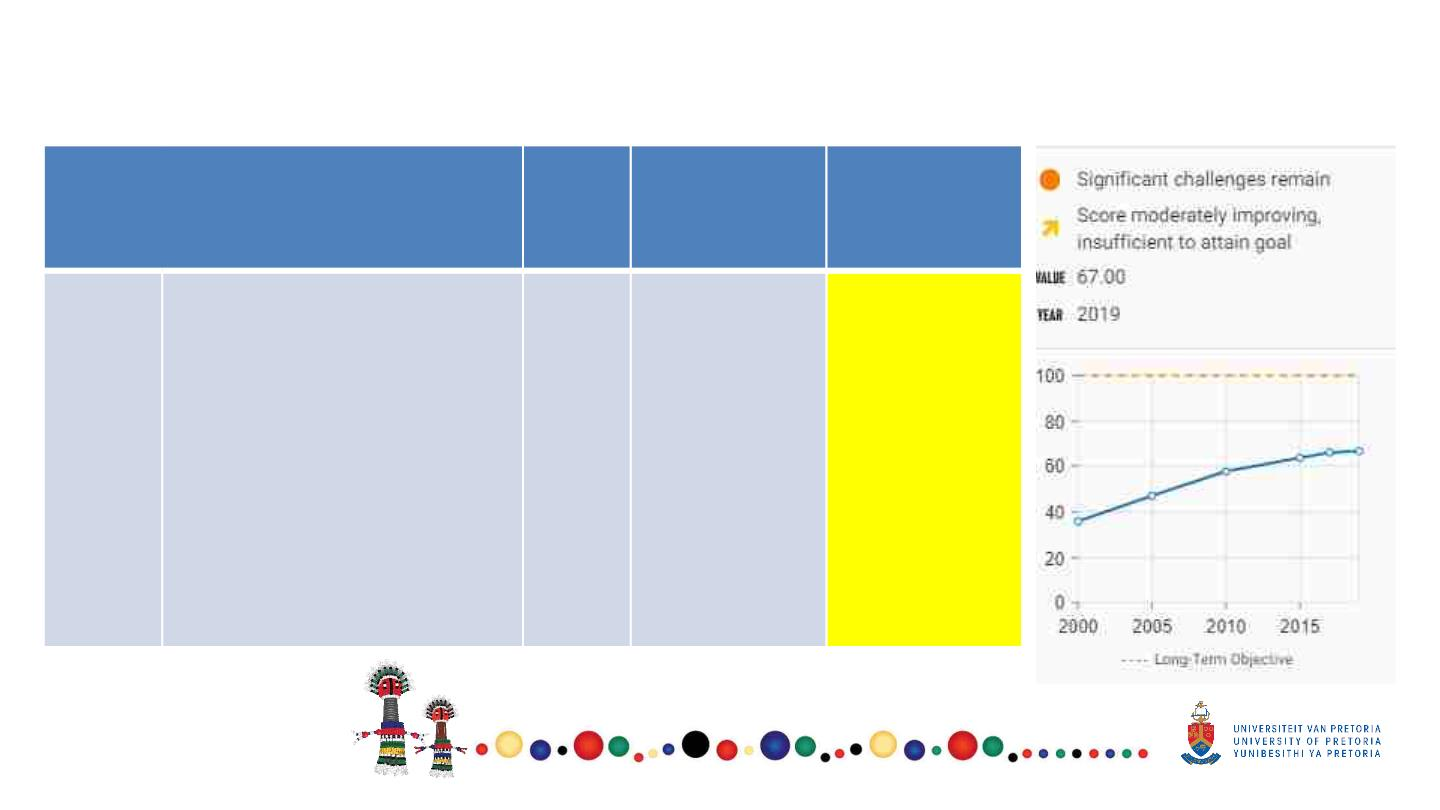 Significant challenges remain
Score moderately improving,
insufficient to attain goal
VALUE 67.00
YEAR 2019
100
80
60
40
20
0
2000 2005 2010 2015
---- Long-Term Objective
UNIVERSITEIT VAN PRETORIA
UNIVERSITY OF PRETORIA
YUNIBESITHI YA PRETORIA